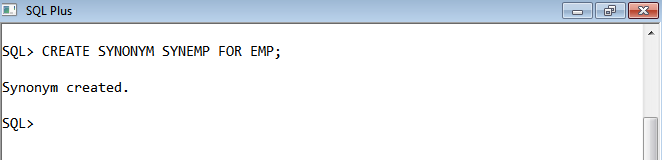 SQL Plus
SQL> CREATE SYNONYM SYNEMP FOR EMP;
Synonym created.
SQL>